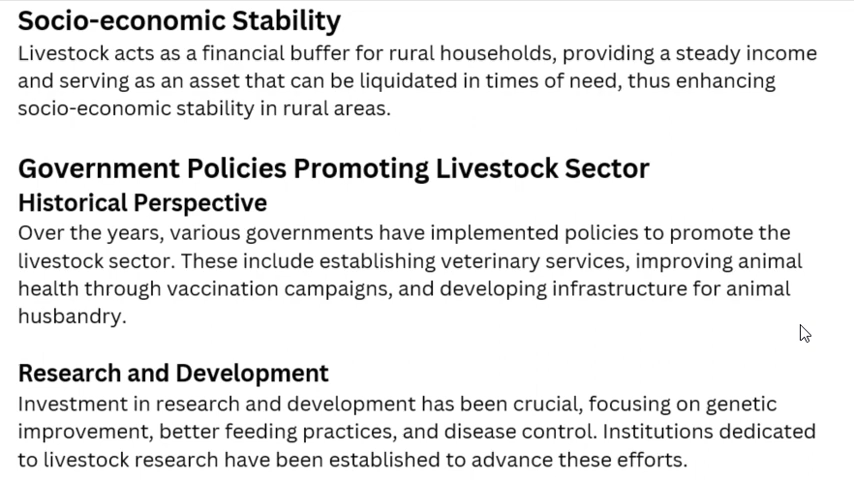 Socio-economic Stability
Livestock acts as a financial buffer for rural households, providing a steady income
and serving as an asset that can be liquidated in times of need, thus enhancing
socio-economic stability in rural areas.
Government Policies Promoting Livestock Sector
Historical Perspective
Over the years, various governments have implemented policies to promote the
livestock sector. These include establishing veterinary services, improving animal
health through vaccination campaigns, and developing infrastructure for animal
husbandry.
Research and Development
Investment in research and development has been crucial, focusing on genetic
improvement, better feeding practices, and disease control. Institutions dedicated
to livestock research have been established to advance these efforts.